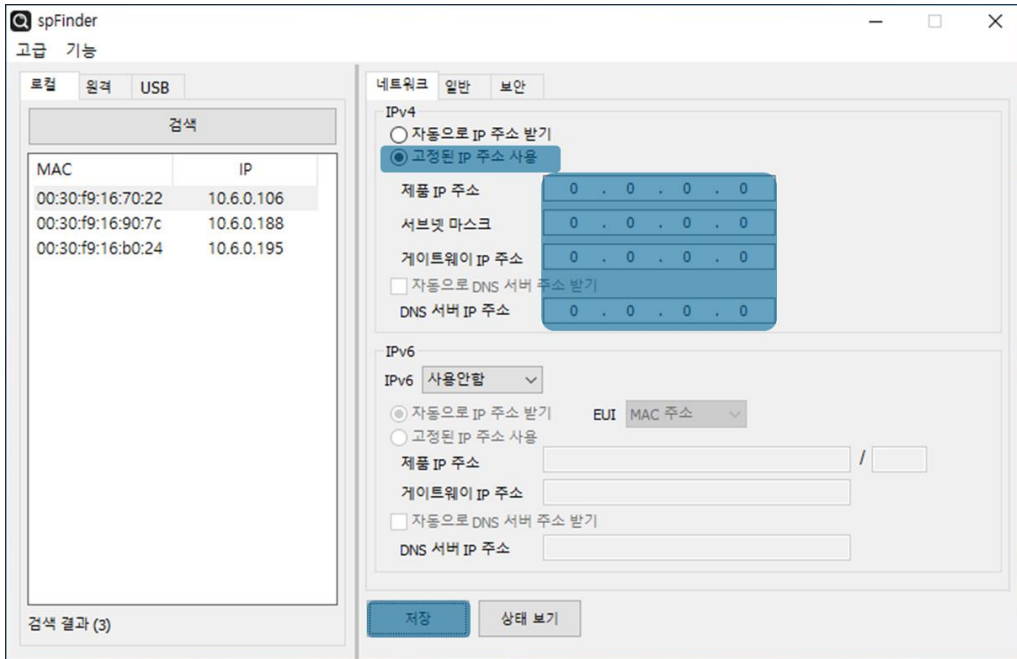 spFinder
고급 기능
로컬 원격 USB
검색
MAC IP
00:30:f9:16:70:22 10.6.0.106
00:30:f9:16:90:7c 10.6.0.188
00:30:f9:16:b0:24 10.6.0.195
검색 결과 (3)
네트워크 일반 보안
IPv4
자동으로 IP 주소 받기
고정된 IP 주소 사용
제품 IP 주소 0 . 0 . 0 . 0
서브넷 마스크 0 . 0 . 0 . 0
게이트웨이 IP 주소 0 . 0 . 0 . 0
자동으로 DNS 서버 주소 받기
DNS 서버 IP 주소 0 . 0 . 0 . 0
IPv6
IPv6 사용안함
자동으로 IP 주소 받기 EUI MAC 주소
고정된 IP 주소 사용
제품 IP 주소 /
게이트웨이 IP 주소
자동으로 DNS 서버 주소 받기
DNS 서버 IP 주소
저장 상태 보기